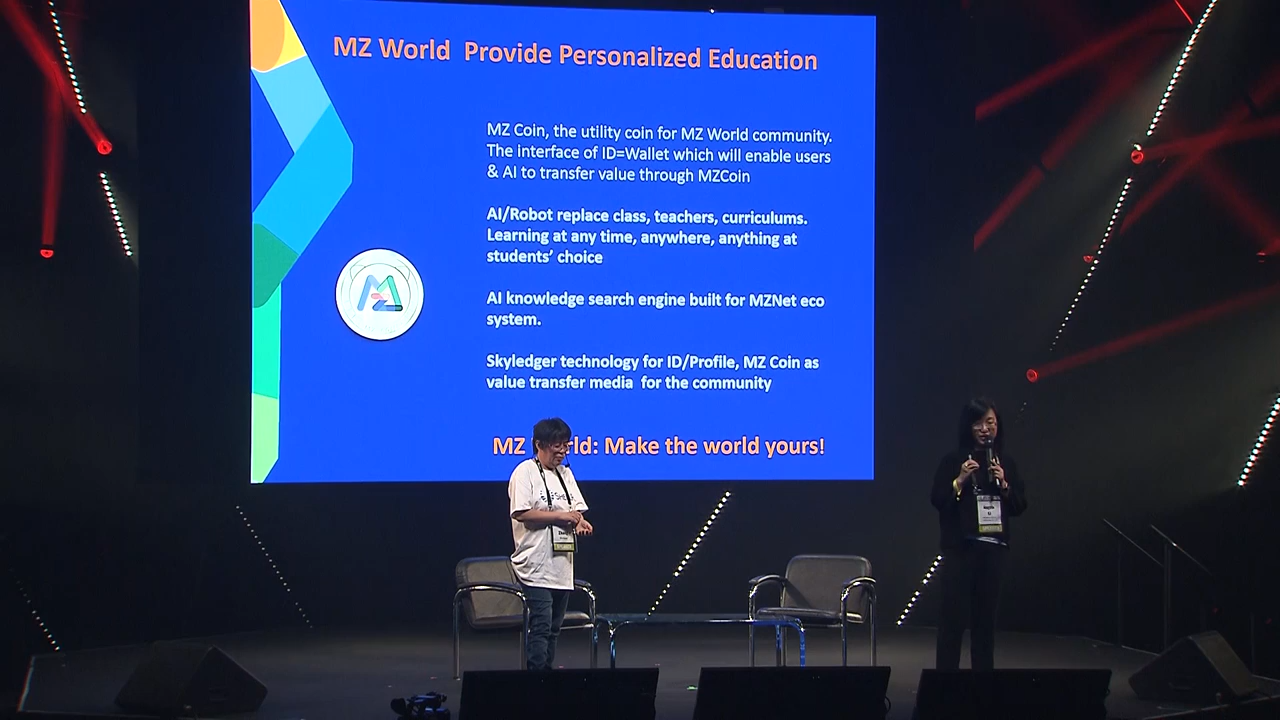 MZ World Provide Personalized Education
MZ Coin, the utility coin for MZ World community.
The interface of ID=Wallet which will enable users
& AI to transfer value through MZCoin
AI/Robot replace class, teachers, curriculums.
Learning at any time, anywhere, anything at
students' choice
MZ
AI knowledge search engine built for MZNet eco
system.
Skyledger technology for ID/Profile, MZ Coin as
value transfer media for the community
MZ rld: Make the world yours!